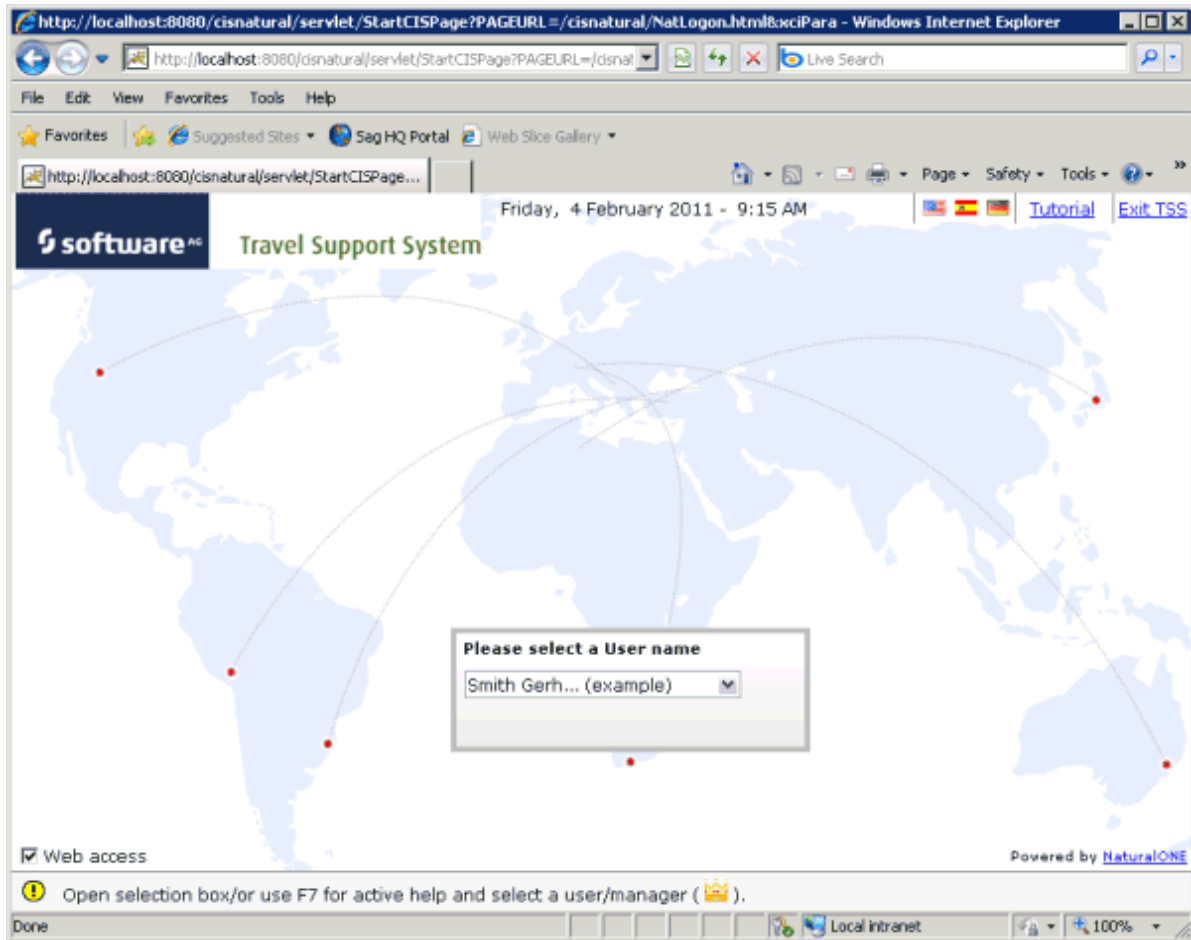 http://localhost:8080/cisnatural/servlet/StartCISPage?PAGEURL=/cisnatural/NatLogon.html&xciPara - Windows Internet Explorer
http://localhost:8080/cisnatural/servlet/StartCISPage?PAGEURL=/cisnat
Live Search
File Edit View Favorites Tools Help
Favorites Suggested Sites Sag HQ Portal Web Slice Gallery
http://localhost:8080/cisnatural/servlet/StartCISPage... Page Safety Tools
Friday, 4 February 2011 - 9:15 AM Tutorial Exit TSS
software AG Travel Support System
Please select a User name
Smith Gerh... (example)
Web access Powered by NaturalONE
Open selection box/or use F7 for active help and select a user/manager ( ).
Done Local intranet 100%